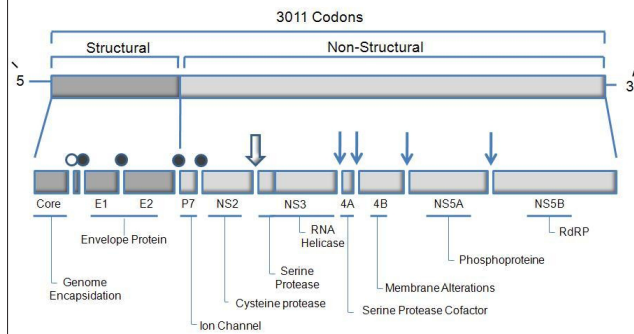 3011 Codons
Structural
Non-Structural
5
3
Core
E1
E2
P7
NS2
NS3
4A
4B
NS5A
NS5B
Envelope Protein
RNA
Helicase
RdRP
Phosphoproteine
Genome
Encapsidation
Serine
Protease
Membrane Alterations
Cysteine protease
Serine Protease Cofactor
Ion Channel